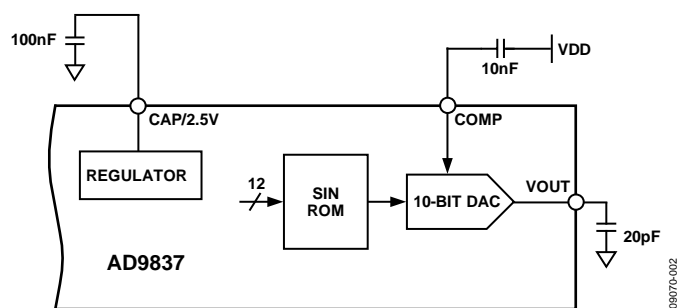 100nF
VDD
10nF
CAP/2.5V
COMP
REGULATOR
12
SIN
ROM
10-BIT DAC
VOUT
20pF
AD9837
09070-002